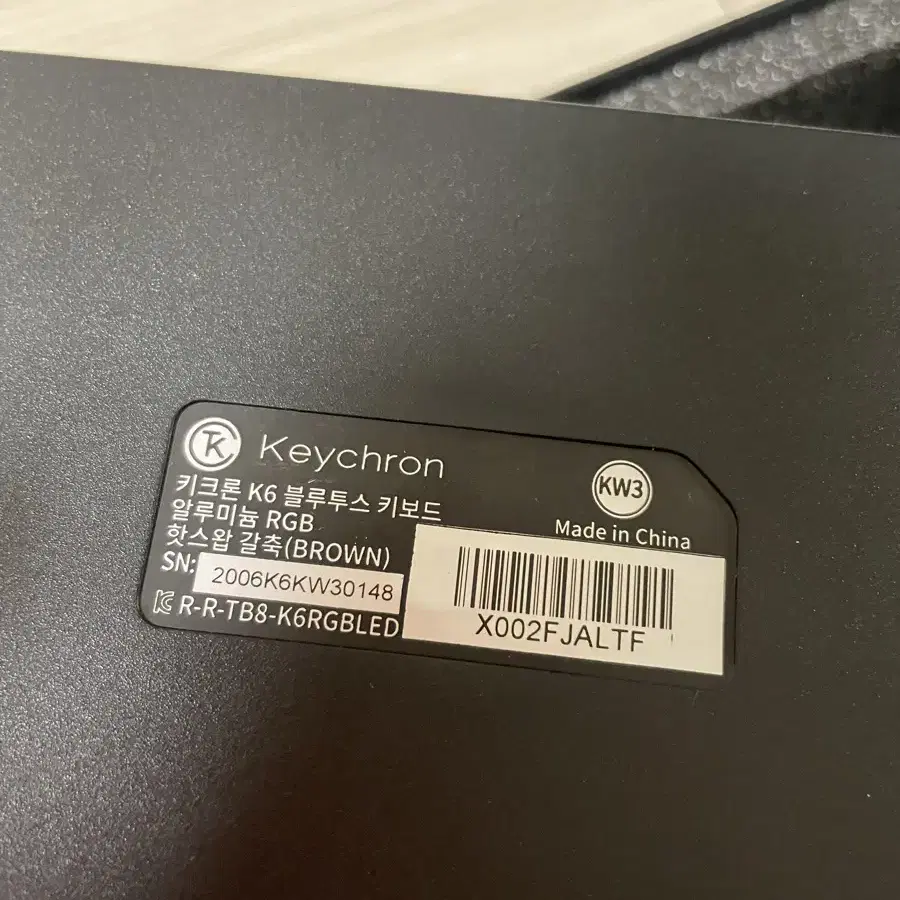 Keychron
키크론 K6 블루투스 키보드
알루미늄 RGB
핫스왑 갈축(BROWN)
SN: 2006K6KW30148
R-R-TB8-K6RGBLED
KW3
Made in China
X002FJALTF